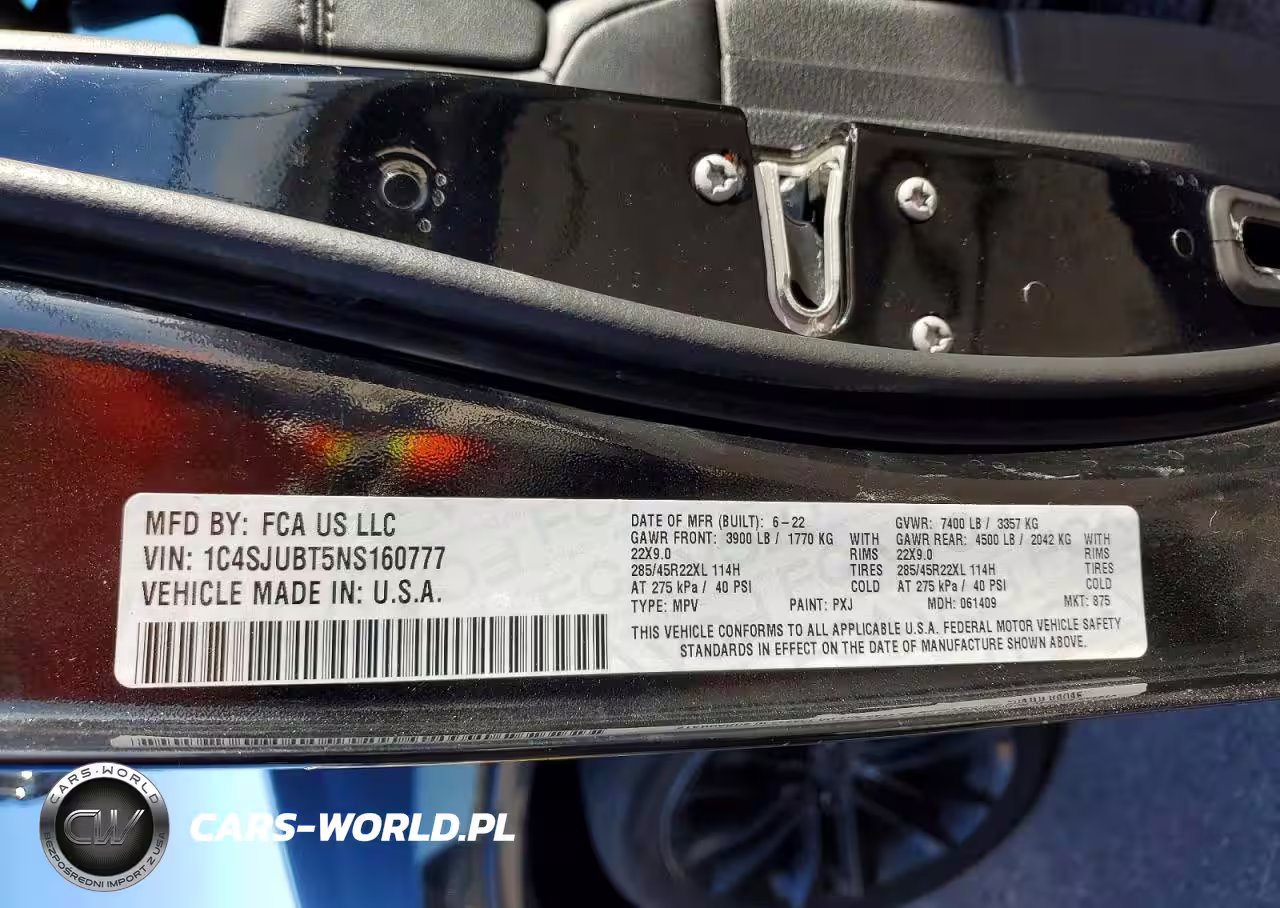 MFD BY: FCA US LLC
VIN: 1C4SJUBT5NS160777
VEHICLE MADE IN: U.S.A.
DATE OF MFR (BUILT): 6-22 GVWR: 7400 LB / 3357 KG
GAWR FRONT: 3900 LB / 1770 KG WITH GAWR REAR: 4500 LB / 2042 KG WITH
22X9.0 RIMS 22X9.0 RIMS
285/45R22XL 114H TIRES 285/45R22XL 114H TIRES
AT 275 kPa / 40 PSI COLD AT 275 kPa / 40 PSI COLD
TYPE: MPV PAINT: PXJ MDH: 061409 MKT: 875
THIS VEHICLE CONFORMS TO ALL APPLICABLE U.S.A. FEDERAL MOTOR VEHICLE SAFETY
STANDARDS IN EFFECT ON THE DATE OF MANUFACTURE SHOWN ABOVE.
CARS-WORLD
CW
BEZPOŚREDNI IMPORT Z USA
CARS-WORLD.PL